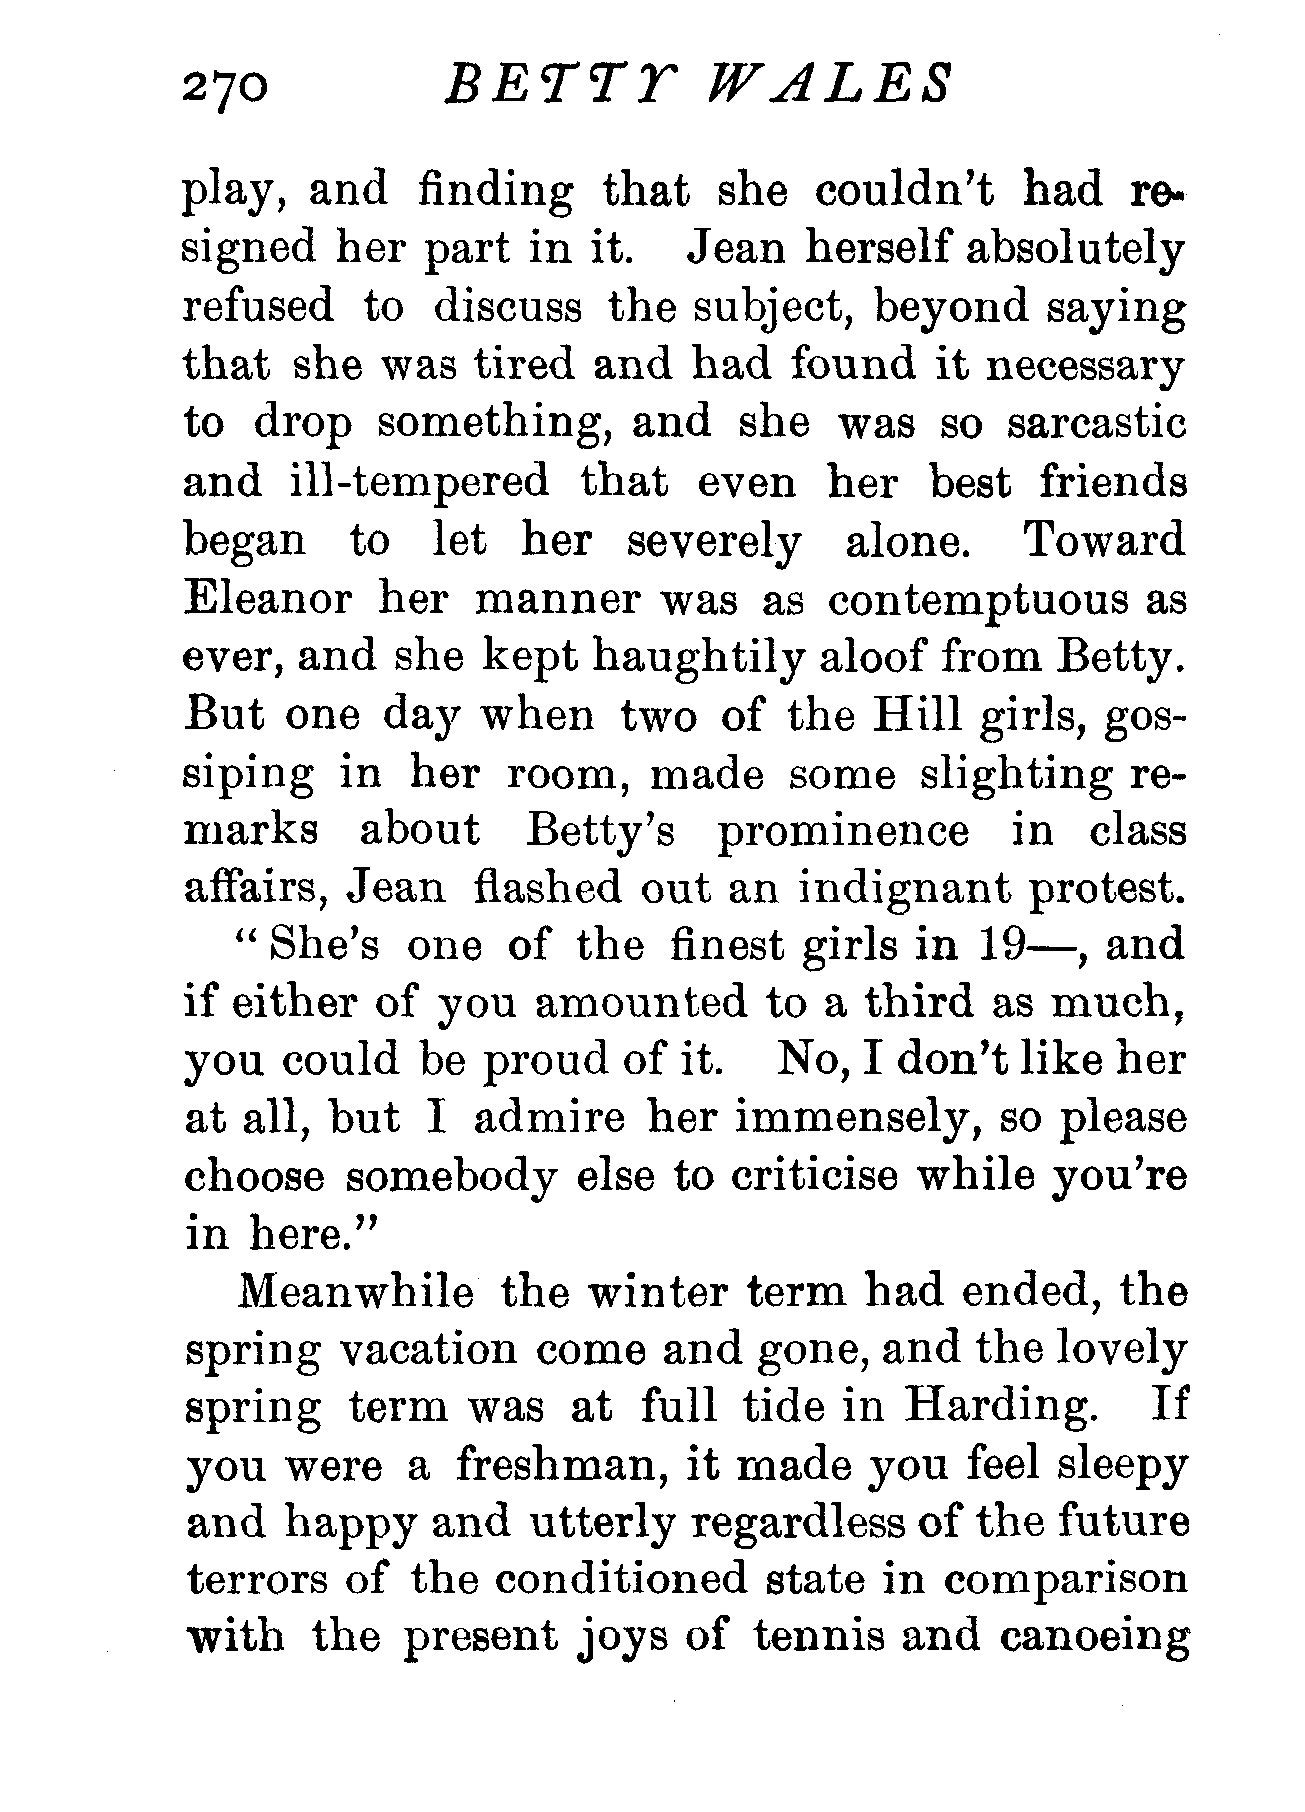 270 BETTY WALES
play, and finding that she couldn't had re-
signed her part in it. Jean herself absolutely
refused to discuss the subject, beyond saying
that she was tired and had found it necessary
to drop something, and she was so sarcastic
and ill-tempered that even her best friends
began to let her severely alone. Toward
Eleanor her manner was as contemptuous as
ever, and she kept haughtily aloof from Betty.
But one day when two of the Hill girls, gos-
siping in her room, made some slighting re-
marks about Betty's prominence in class
affairs, Jean flashed out an indignant protest.
“She's one of the finest girls in 19—, and
if either of you amounted to a third as much,
you could be proud of it. No, I don't like her
at all, but I admire her immensely, so please
choose somebody else to criticise while you're
in here.”
Meanwhile the winter term had ended, the
spring vacation come and gone, and the lovely
spring term was at full tide in Harding. If
you were a freshman, it made you feel sleepy
and happy and utterly regardless of the future
terrors of the conditioned state in comparison
with the present joys of tennis and canoeing